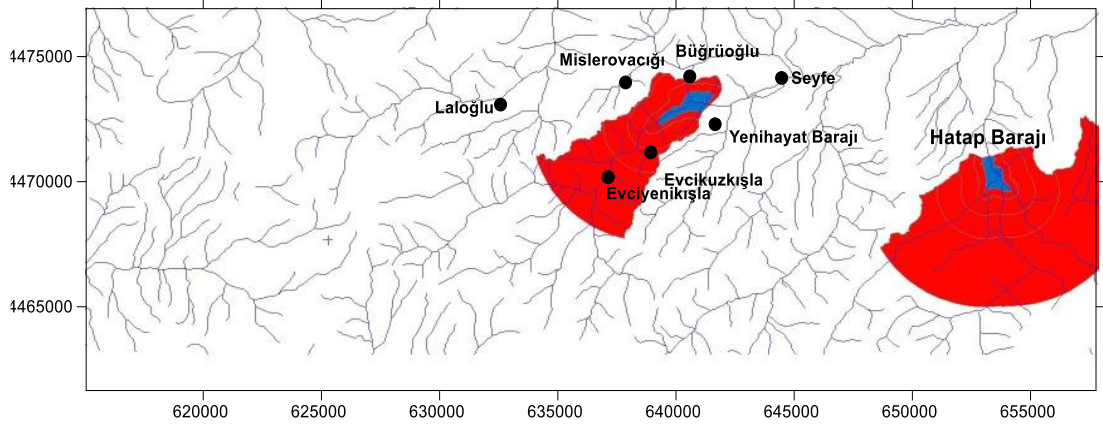 4475000
4470000
4465000
Büğrüoğlu
Mislerovacığı
Seyfe
Laloğlu
Yenihayat Barajı
Hatap Barajı
Evcikuzkışla
Evciyenikışla
620000
625000
630000
635000
640000
645000
650000
655000